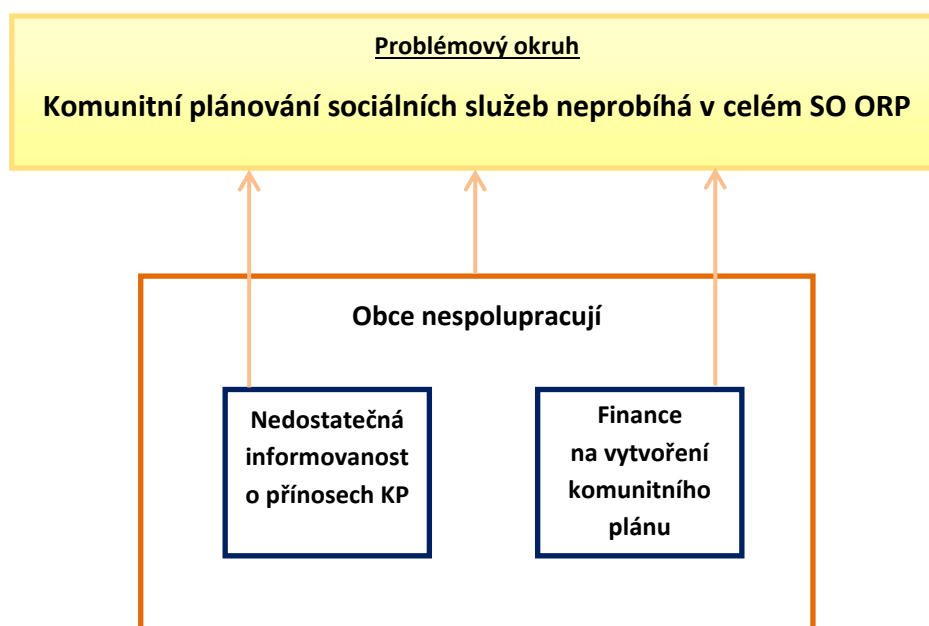 Problémový okruh
Komunitní plánování sociálních služeb neprobíhá v celém SO ORP
Obce nespolupracují
Nedostatečná
informovanost
o přínosech KP
Finance
na vytvoření
komunitního
plánu